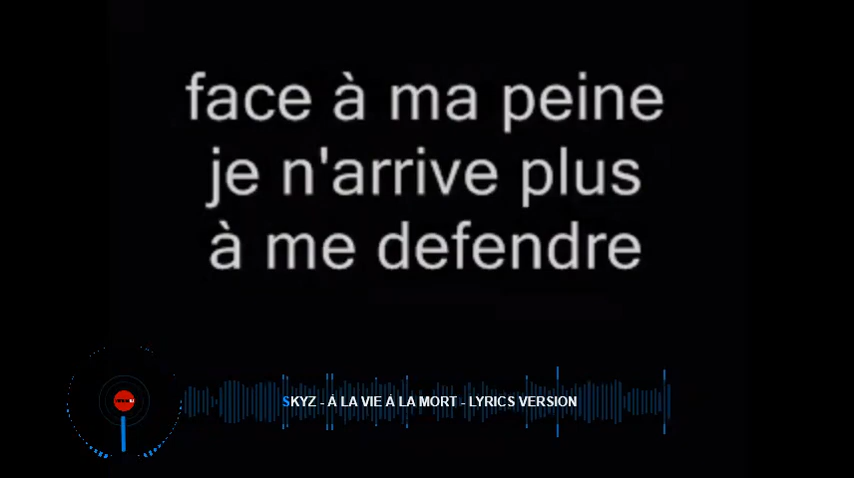 face à ma peine
je n'arrive plus
à me defendre
SKYZ - À LA VIE À LA MORT - LYRICS VERSION